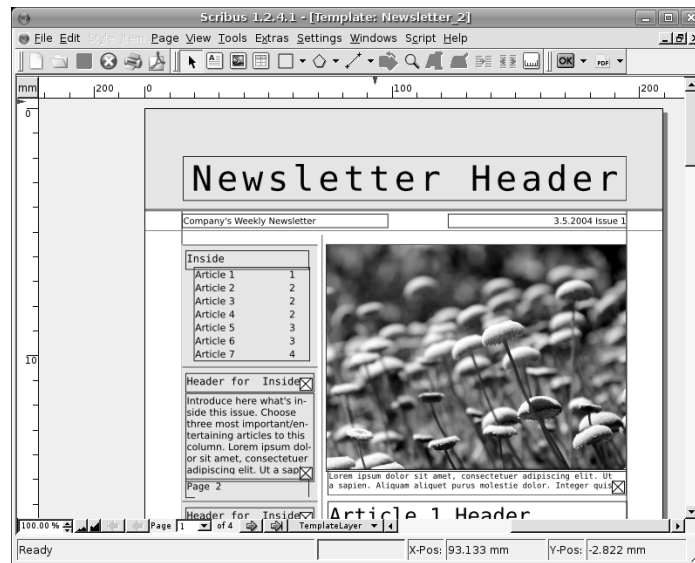 Scribus 1.2.4.1 - [Template: Newsletter_2]
File Edit Style Item Page View Tools Extras Settings Windows Script Help
OK PDF
mm 200 0 100 200
0
Newsletter Header
Company's Weekly Newsletter 3.5.2004 Issue 1
Inside
Article 1 1
Article 2 2
Article 3 2
Article 4 2
Article 5 3
Article 6 3
Article 7 4
10
Header for Inside
Introduce here what's in-
side this issue. Choose
three most important/en-
tertaining articles to this
column. Lorem ipsum dol-
or sit amet, consectetuer
adipiscing elit. Ut a sap
Page 2
Header for Inside
Lorem ipsum dolor sit amet, consectetuer adipiscing elit. Ut
a sapien. Aliquam aliquet purus molestie dolor. Integer quis
Article 1 Header
100.00 % Page 1 of 4 TemplateLayer
Ready X-Pos: 93.133 mm Y-Pos: -2.822 mm